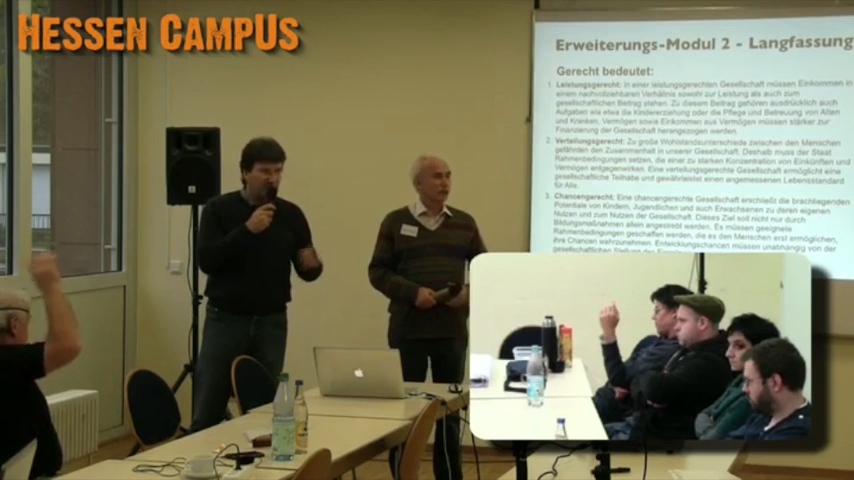 HESSEN CAMPUS
Erweiterungs-Modul 2 - Langfassung
Gerecht bedeutet:
1. Leistungsgerecht: In einer leistungsgerechten Gesellschaft müssen Einkommen in
einem nachvollziehbaren Verhältnis sowohl zur Leistung als auch zum
gesellschaftlichen Beitrag stehen. Zu diesem Beitrag gehören ausdrücklich auch
Aufgaben wie etwa die Kindererziehung oder die Pflege und Betreuung von Alten
und Kranken. Vermögen sowie Einkommen aus Vermögen müssen stärker zur
Finanzierung der Gesellschaft herangezogen werden.
2. Verteilungsgerecht: Zu große Wohlstandsunterschiede zwischen den Menschen
gefährden den Zusammenhalt in unserer Gesellschaft. Deshalb muss der Staat
Rahmenbedingungen setzen, die einer zu starken Konzentration von Einkünften und
Vermögen entgegenwirken. Eine verteilungsgerechte Gesellschaft ermöglicht eine
gesellschaftliche Teilhabe und gewährleistet einen angemessenen Lebensstandard
für Alle.
3. Chancengerecht: Eine chancengerechte Gesellschaft erschließt die brachliegenden
Potentiale von Kindern, Jugendlichen und auch Erwachsenen zu deren eigenen
Nutzen und zum Nutzen der Gesellschaft. Dieses Ziel soll nicht nur durch
Bildungsmaßnahmen allein angestrebt werden. Es müssen geeignete
Rahmenbedingungen geschaffen werden, die es den Menschen erst ermöglichen,
ihre Chancen wahrzunehmen. Entwicklungschancen müssen unabhängig von der
gesellschaftlichen Stellung der